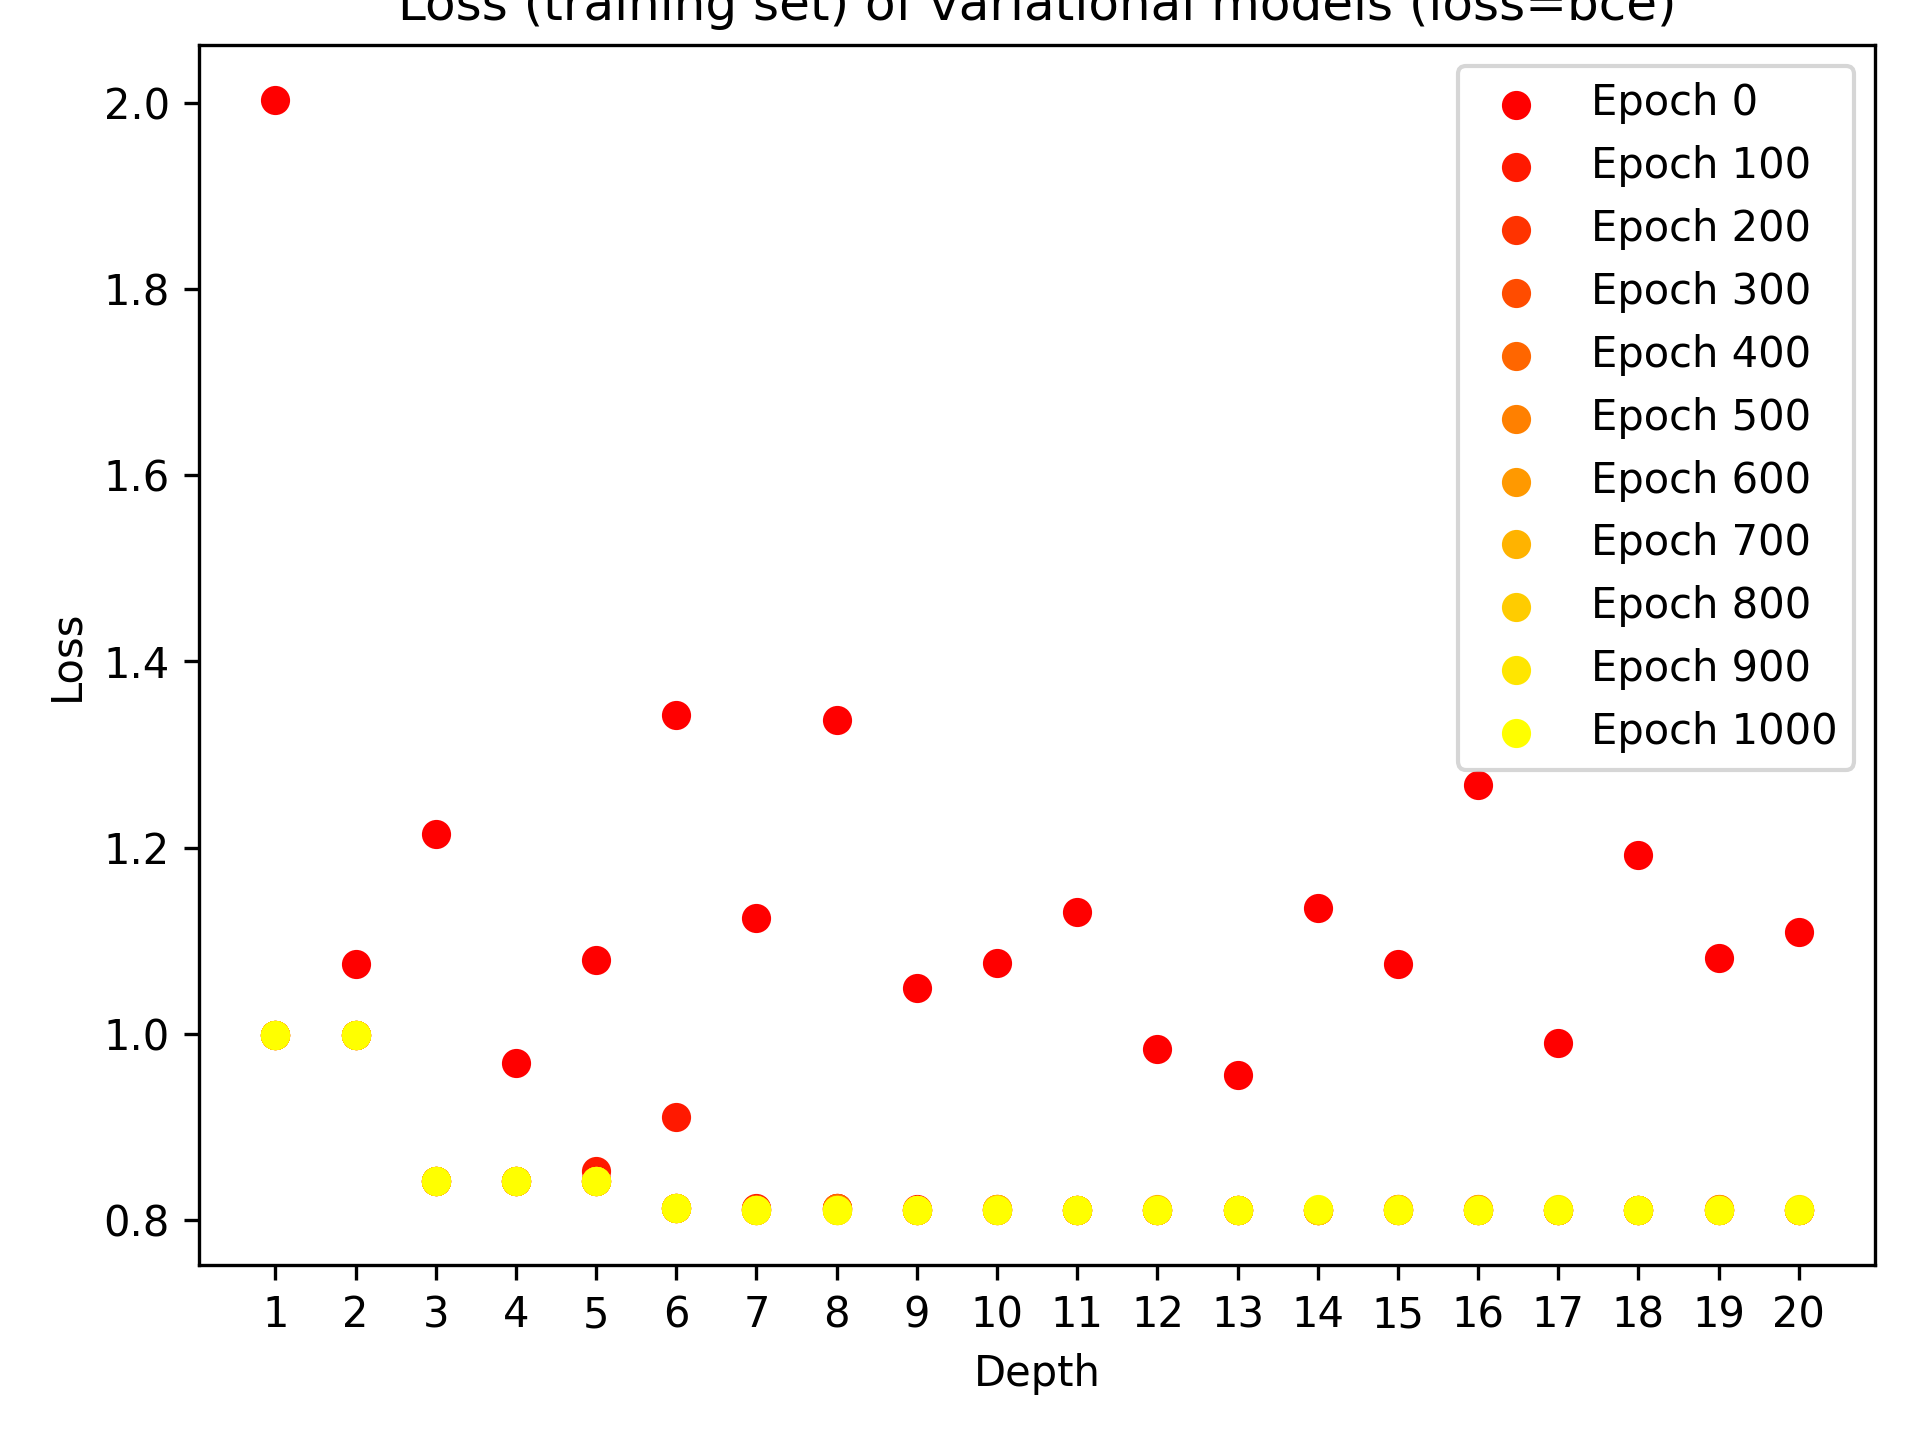 Loss (training set) of variational models (loss=bce)
2.0
1.8
1.6
1.4
1.2
1.0
0.8
Loss
Epoch 0
Epoch 100
Epoch 200
Epoch 300
Epoch 400
Epoch 500
Epoch 600
Epoch 700
Epoch 800
Epoch 900
Epoch 1000
1 2 3 4 5 6 7 8 9 10 11 12 13 14 15 16 17 18 19 20
Depth